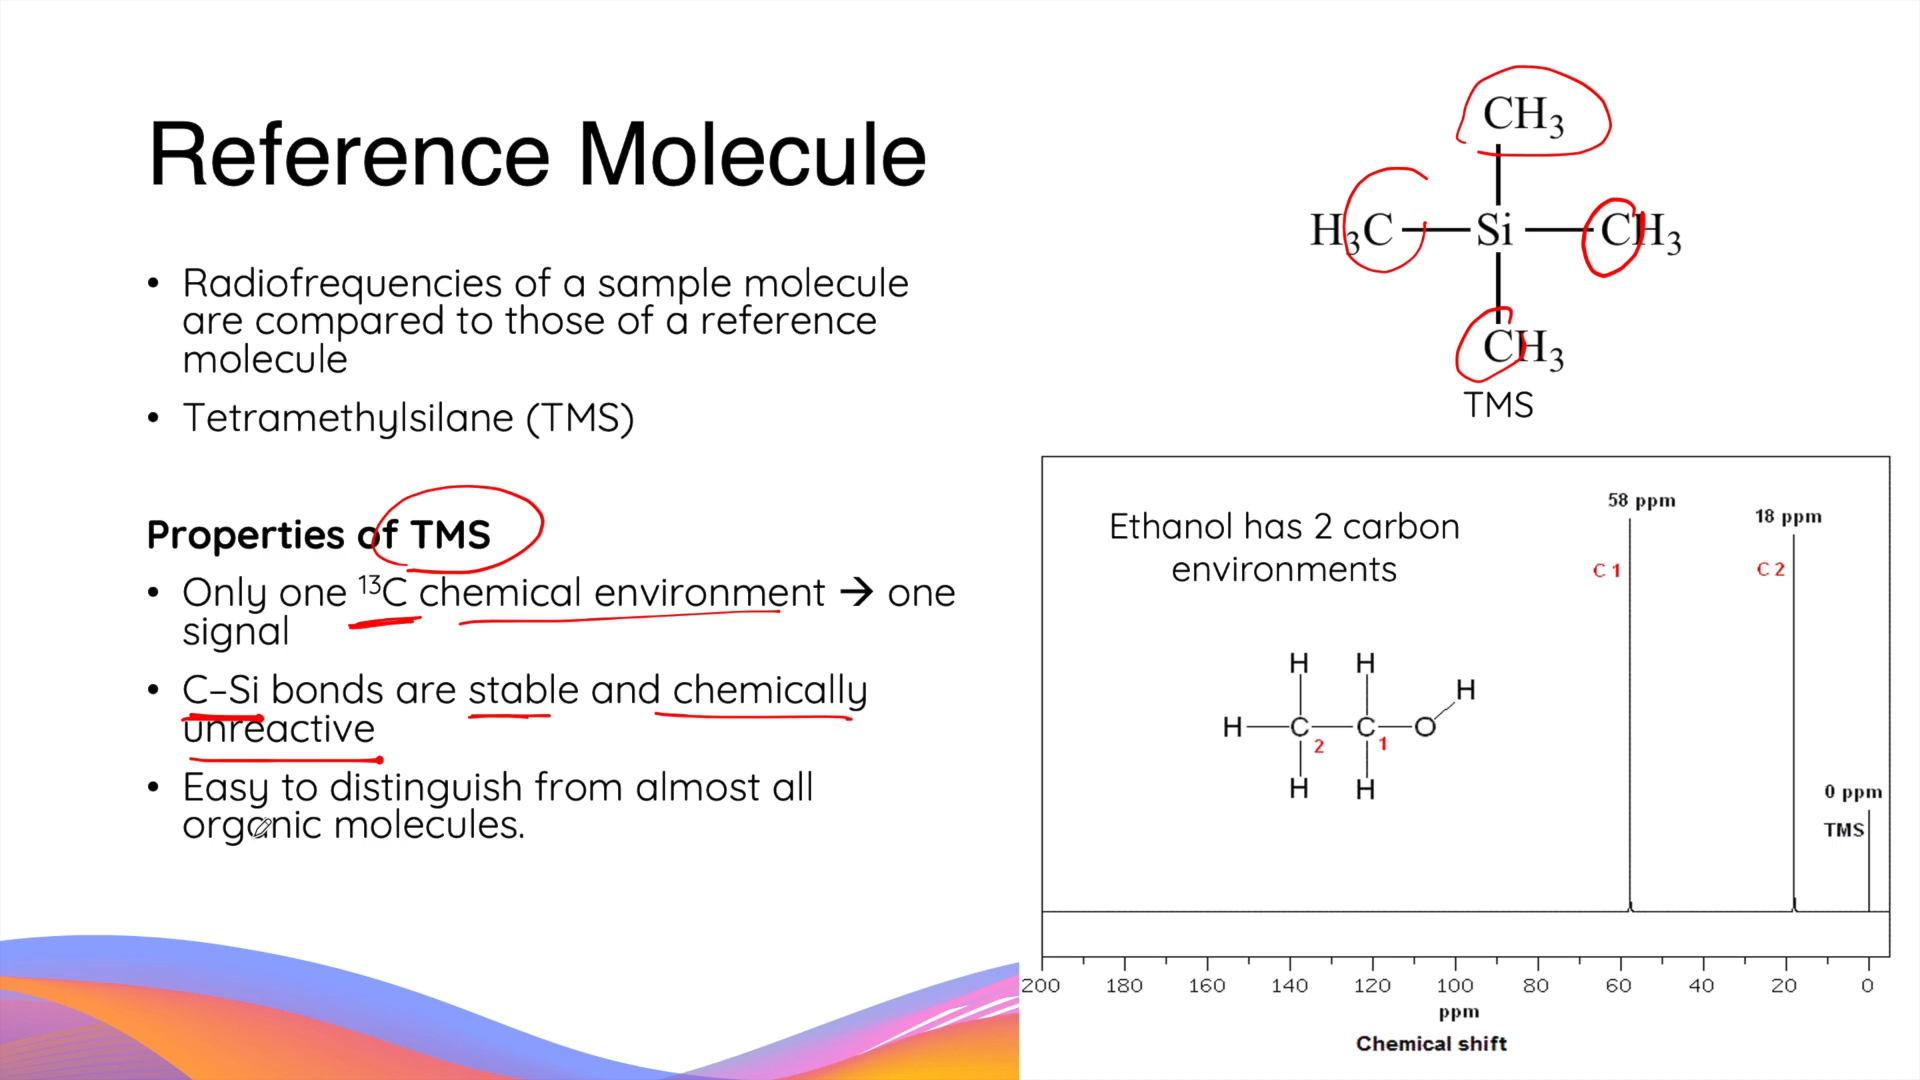 Reference Molecule
• Radiofrequencies of a sample molecule
are compared to those of a reference
molecule
• Tetramethylsilane (TMS)
Properties of TMS
• Only one ¹³C chemical environment → one
signal
• C–Si bonds are stable and chemically
unreactive
• Easy to distinguish from almost all
organic molecules.
CH₃
H₃C Si CH₃
CH₃
TMS
58 ppm
18 ppm
Ethanol has 2 carbon
environments
C 1
C 2
H H
H
H C C O
2 1
H H
0 ppm
TMS
200 180 160 140 120 100 80 60 40 20 0
ppm
Chemical shift